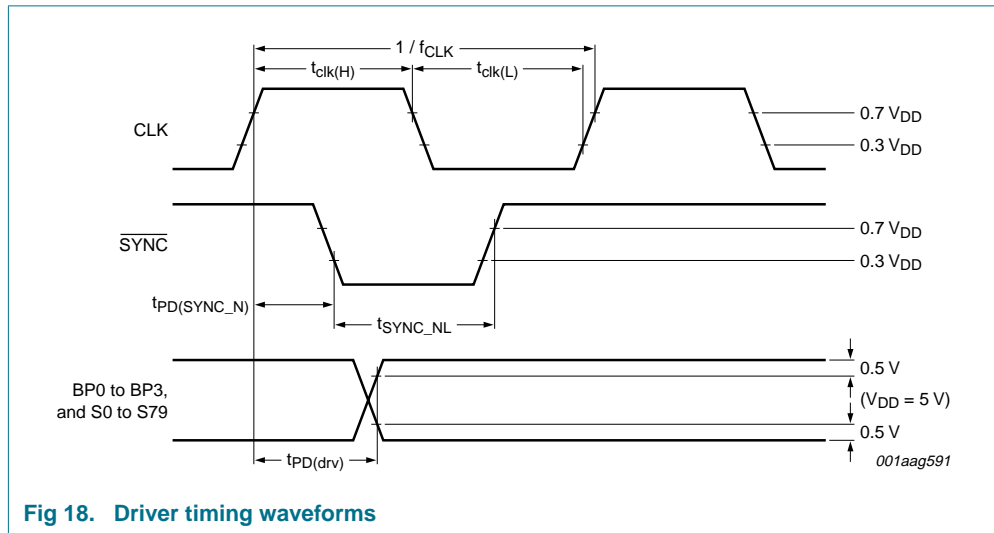 1 / fCLK
tclk(H)
tclk(L)
CLK
0.7 VDD
0.3 VDD
SYNC
0.7 VDD
0.3 VDD
tPD(SYNC_N)
tSYNC_NL
BP0 to BP3,
and S0 to S79
0.5 V
(VDD = 5 V)
0.5 V
tPD(drv)
001aag591
Fig 18. Driver timing waveforms